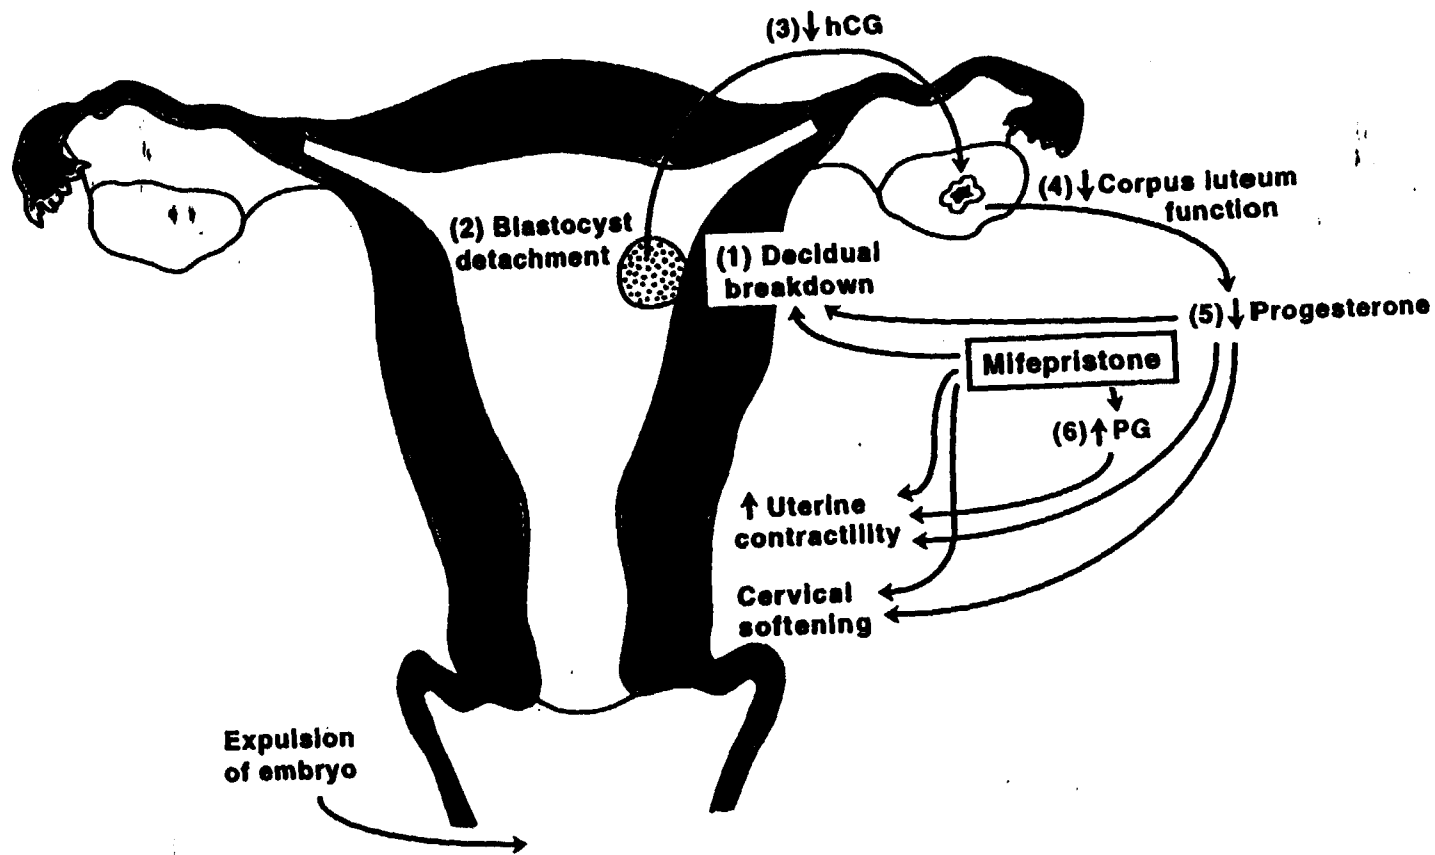 (3)↓hCG
(4)↓Corpus luteum
function
(2) Blastocyst
detachment
(1) Decidual
breakdown
(5)↓Progesterone
Mifepristone
(6)↑PG
↑ Uterine
contractility
Cervical
softening
Expulsion
of embryo